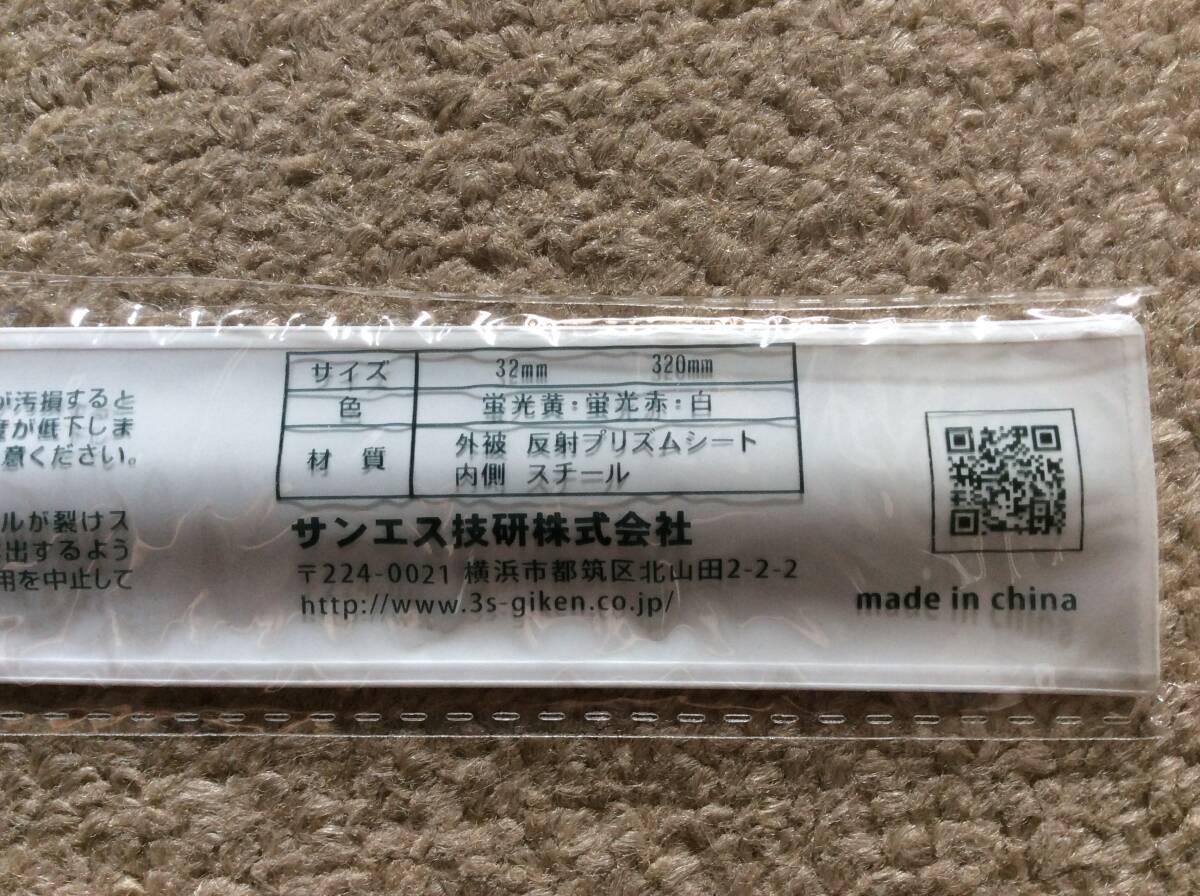 が汚損すると
が低下しま
意ください。
ルが裂けス
出するよう
用を中止して
サイズ 32mm 320mm
色 蛍光黄:蛍光赤:白
材 質 外被 反射プリズムシート
内側 スチール
サンエス技研株式会社
〒224-0021 横浜市都筑区北山田2-2-2
http://www.3s-giken.co.jp/
made in china